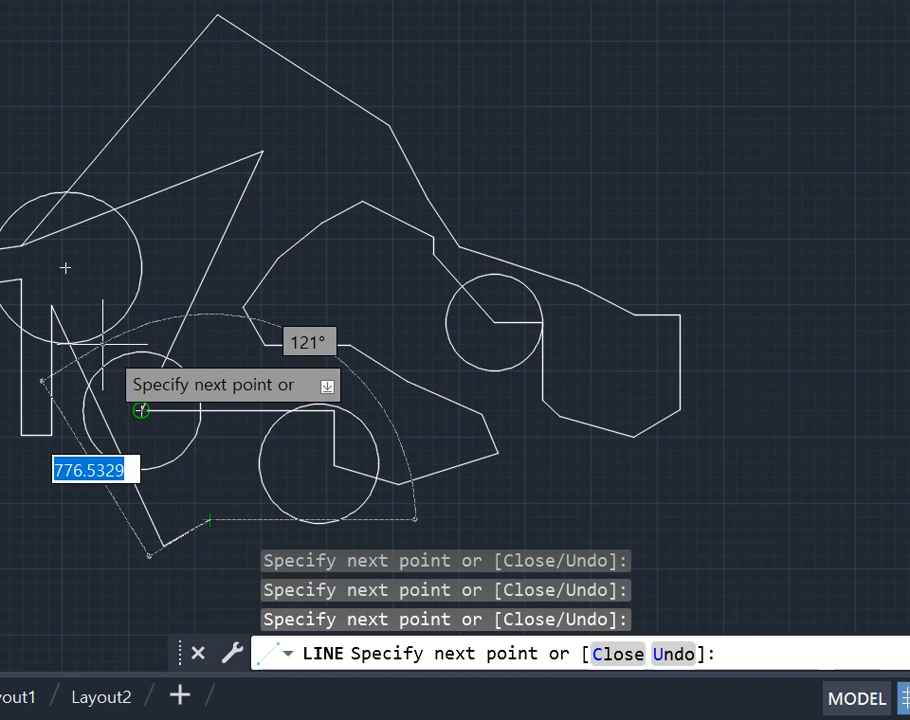 121°
Specify next point or
776.5329
Specify next point or [Close/Undo]:
Specify next point or [Close/Undo]:
Specify next point or [Close/Undo]:
LINE Specify next point or [Close Undo]:
yout1 / Layout2 / + /
MODEL